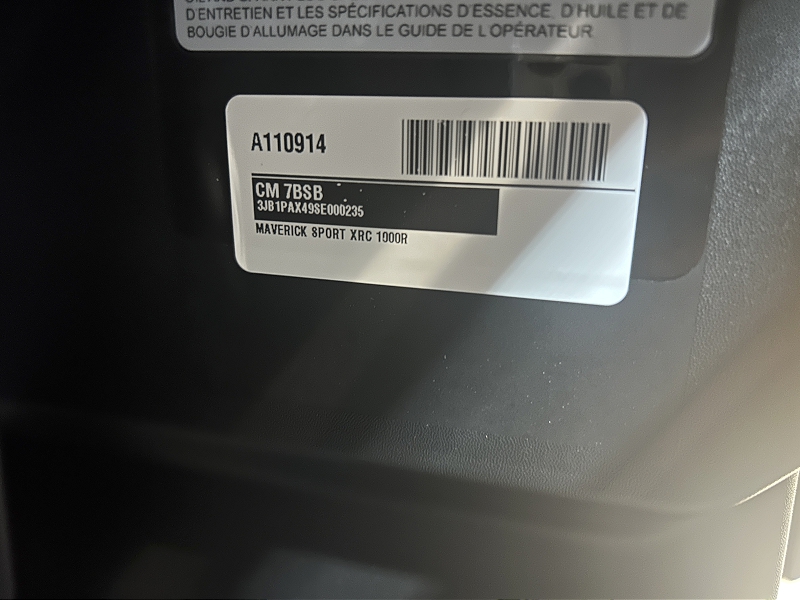 D'ENTRETIEN ET LES SPÉCIFICATIONS D'ESSENCE, D'HUILE ET DE
BOUGIE D'ALLUMAGE DANS LE GUIDE DE L'OPÉRATEUR
A110914
CM 7BSB
3JB1PAX49SE000235
MAVERICK SPORT XRC 1000R